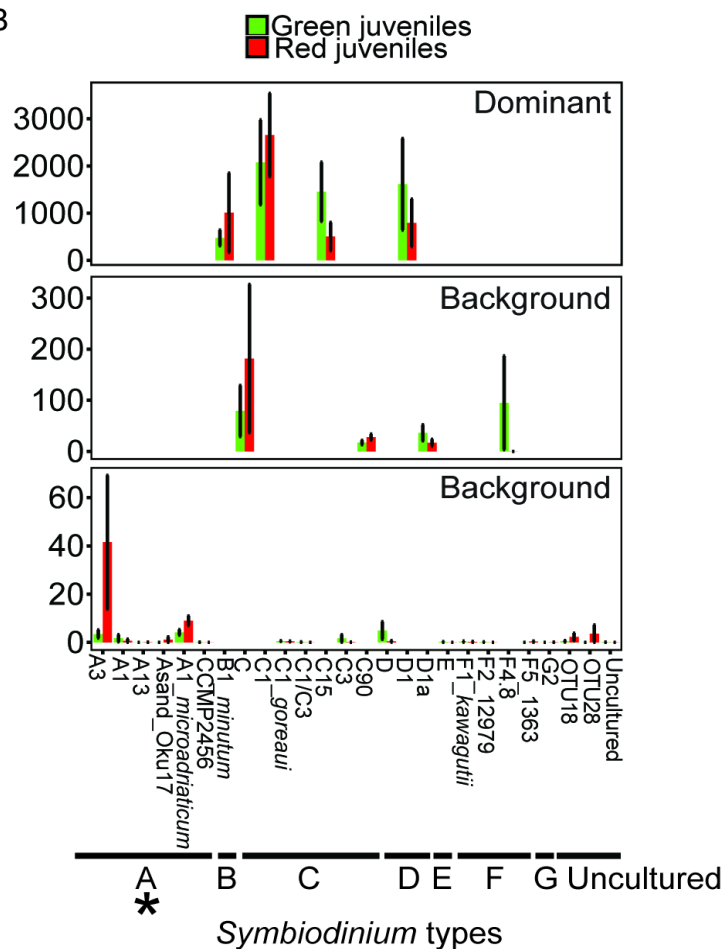 B
Green juveniles
Red juveniles
Dominant
3000
2000
1000
0
Background
300
200
100
0
Background
60
40
20
0
A3
A1
A13
Asand_Oku17
A1_microadriaticum
CCMP2456
B1_minutum
C
C1
C1_goreaui
C1/C3
C15
C3
C90
D
D1
D1a
E
F1_kawagutii
F2_12979
F4.8
F5_1363
G2
OTU18
OTU28
Uncultured
A B C D E F G Uncultured
*
Symbiodinium types